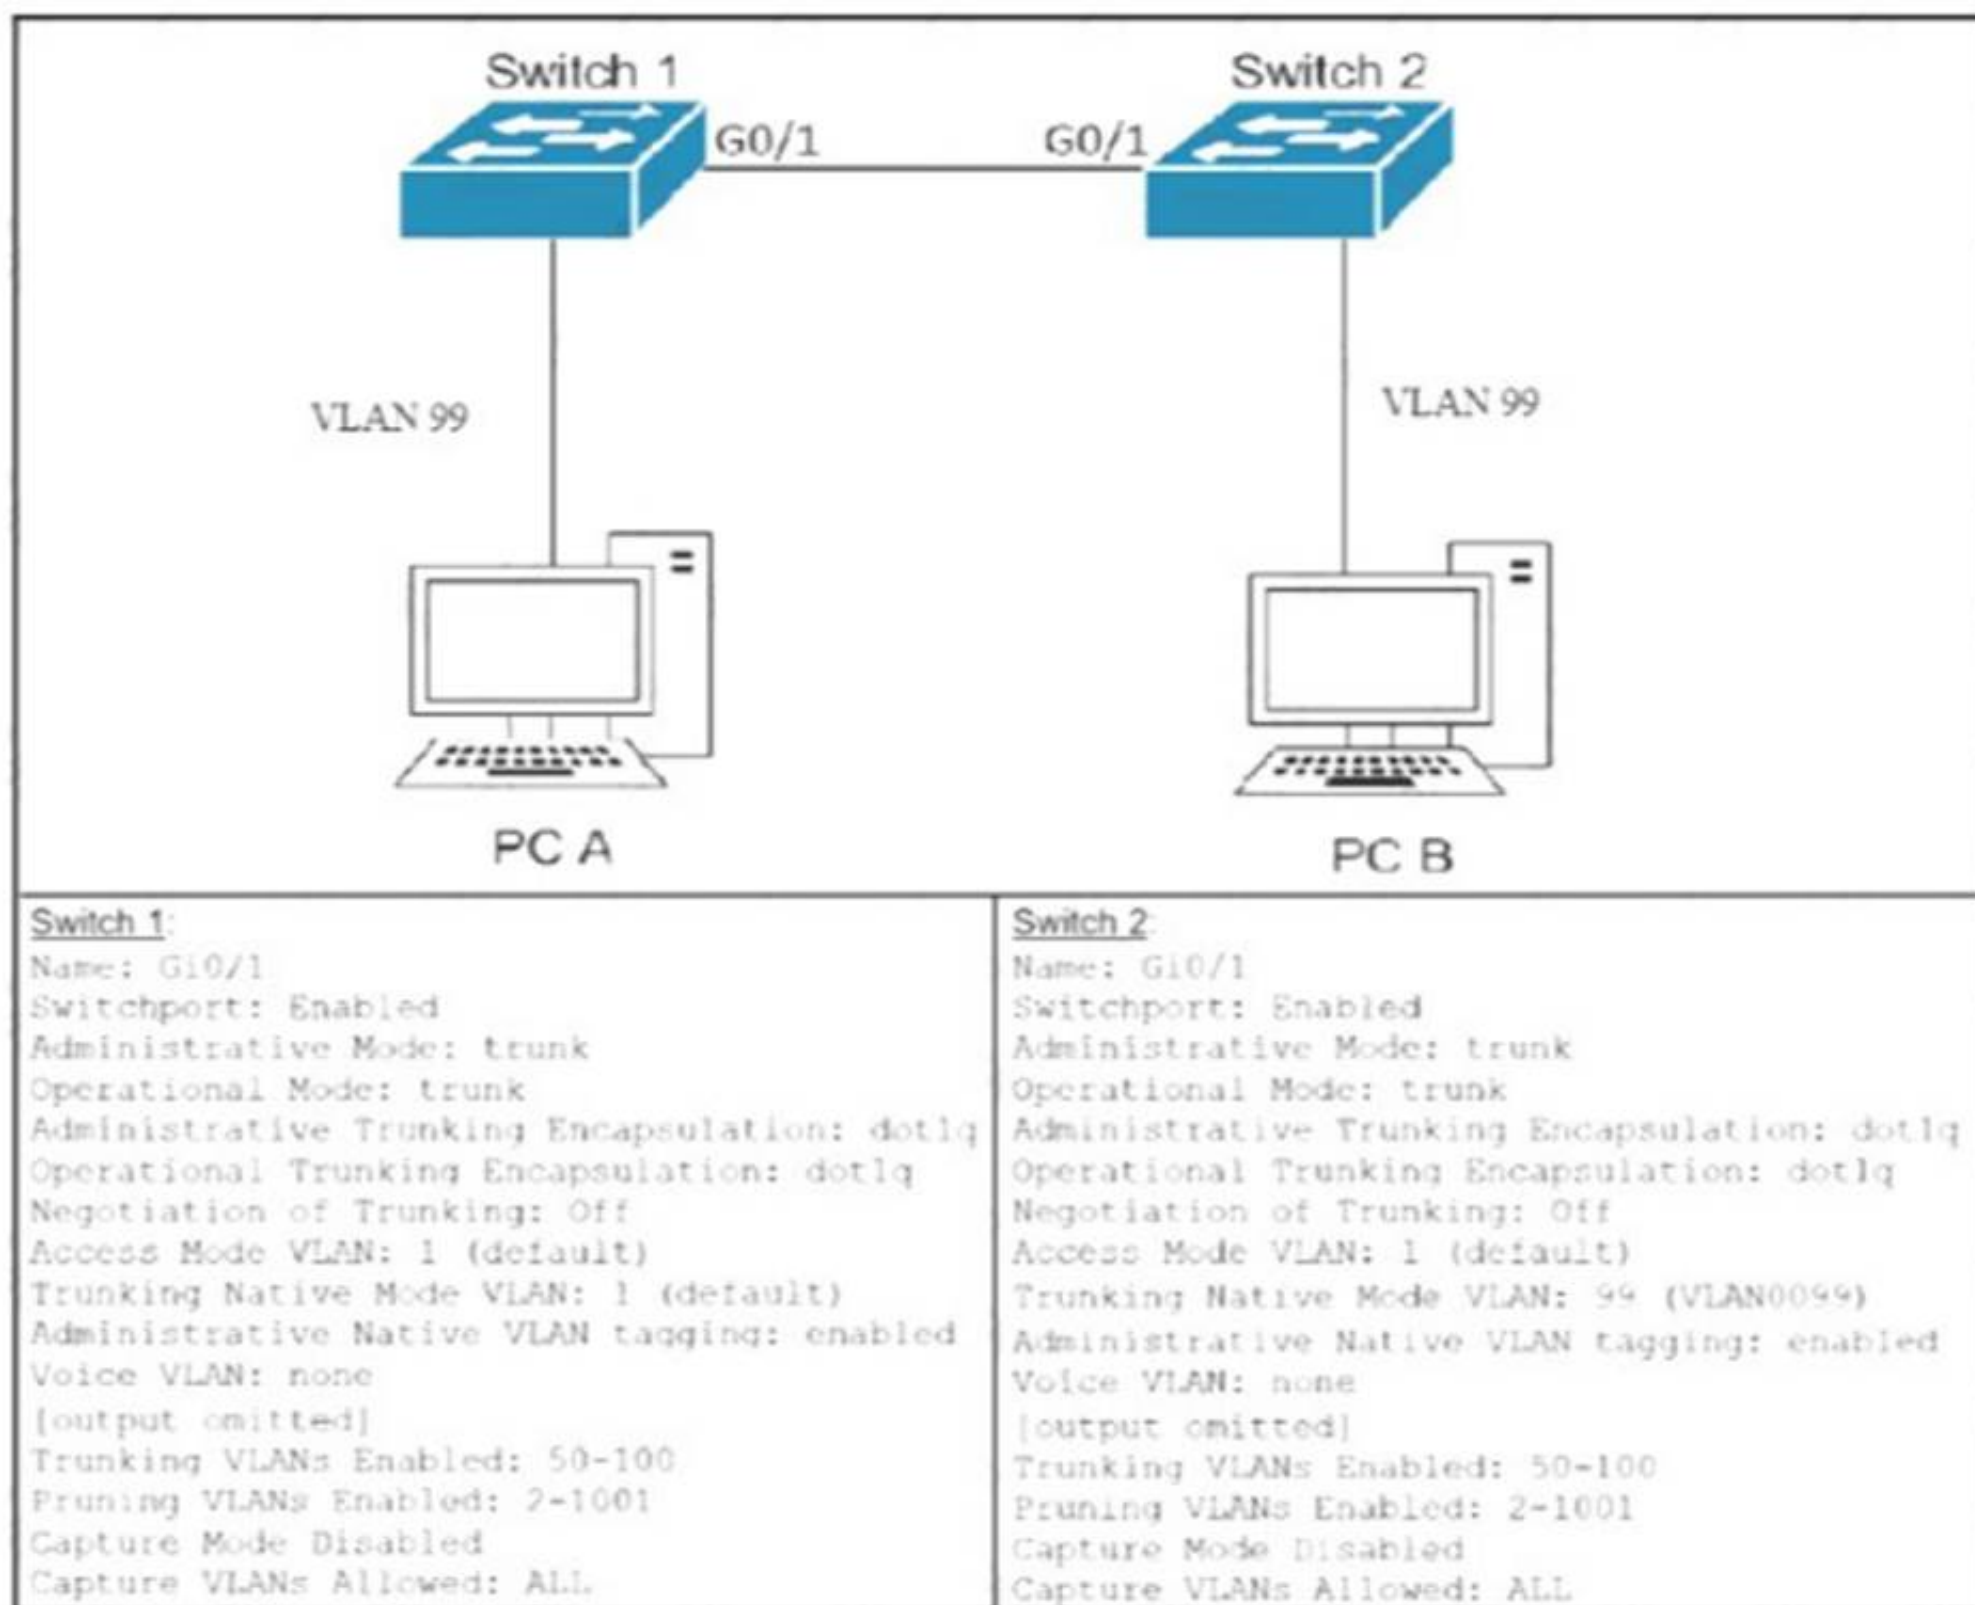 Switch 1
Switch 2
G0/1
G0/1
VLAN 99
VLAN 99
PC A
PC B
Switch 1:
Name: Gi0/1
Switchport: Enabled
Administrative Mode: trunk
Operational Mode: trunk
Administrative Trunking Encapsulation: dot1q
Operational Trunking Encapsulation: dot1q
Negotiation of Trunking: Off
Access Mode VLAN: 1 (default)
Trunking Native Mode VLAN: 1 (default)
Administrative Native VLAN tagging: enabled
Voice VLAN: none
[output omitted]
Trunking VLANs Enabled: 50-100
Pruning VLANs Enabled: 2-1001
Capture Mode Disabled
Capture VLANs Allowed: ALL
Switch 2:
Name: Gi0/1
Switchport: Enabled
Administrative Mode: trunk
Operational Mode: trunk
Administrative Trunking Encapsulation: dot1q
Operational Trunking Encapsulation: dot1q
Negotiation of Trunking: Off
Access Mode VLAN: 1 (default)
Trunking Native Mode VLAN: 99 (VLAN0099)
Administrative Native VLAN tagging: enabled
Voice VLAN: none
[output omitted]
Trunking VLANs Enabled: 50-100
Pruning VLANs Enabled: 2-1001
Capture Mode Disabled
Capture VLANs Allowed: ALL